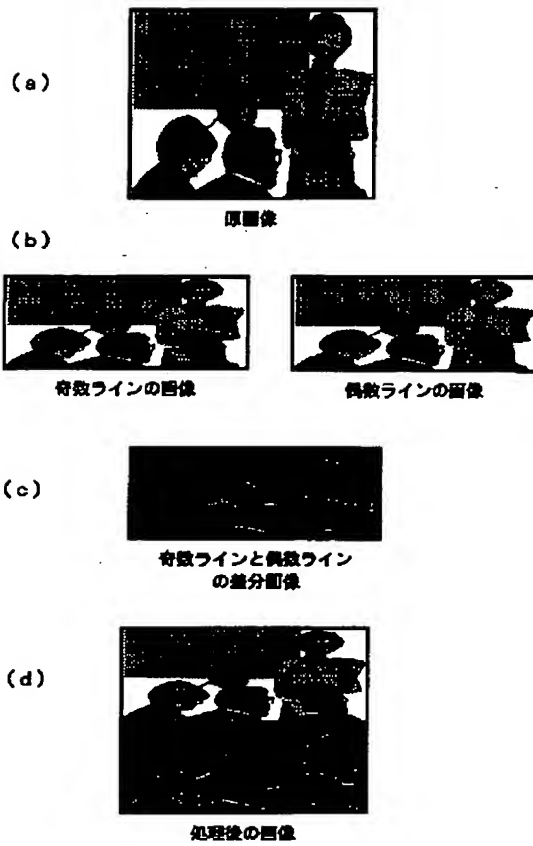 (a)
原画像
(b)
奇数ラインの画像
偶数ラインの画像
(c)
奇数ラインと偶数ライン
の差分画像
(d)
処理後の画像